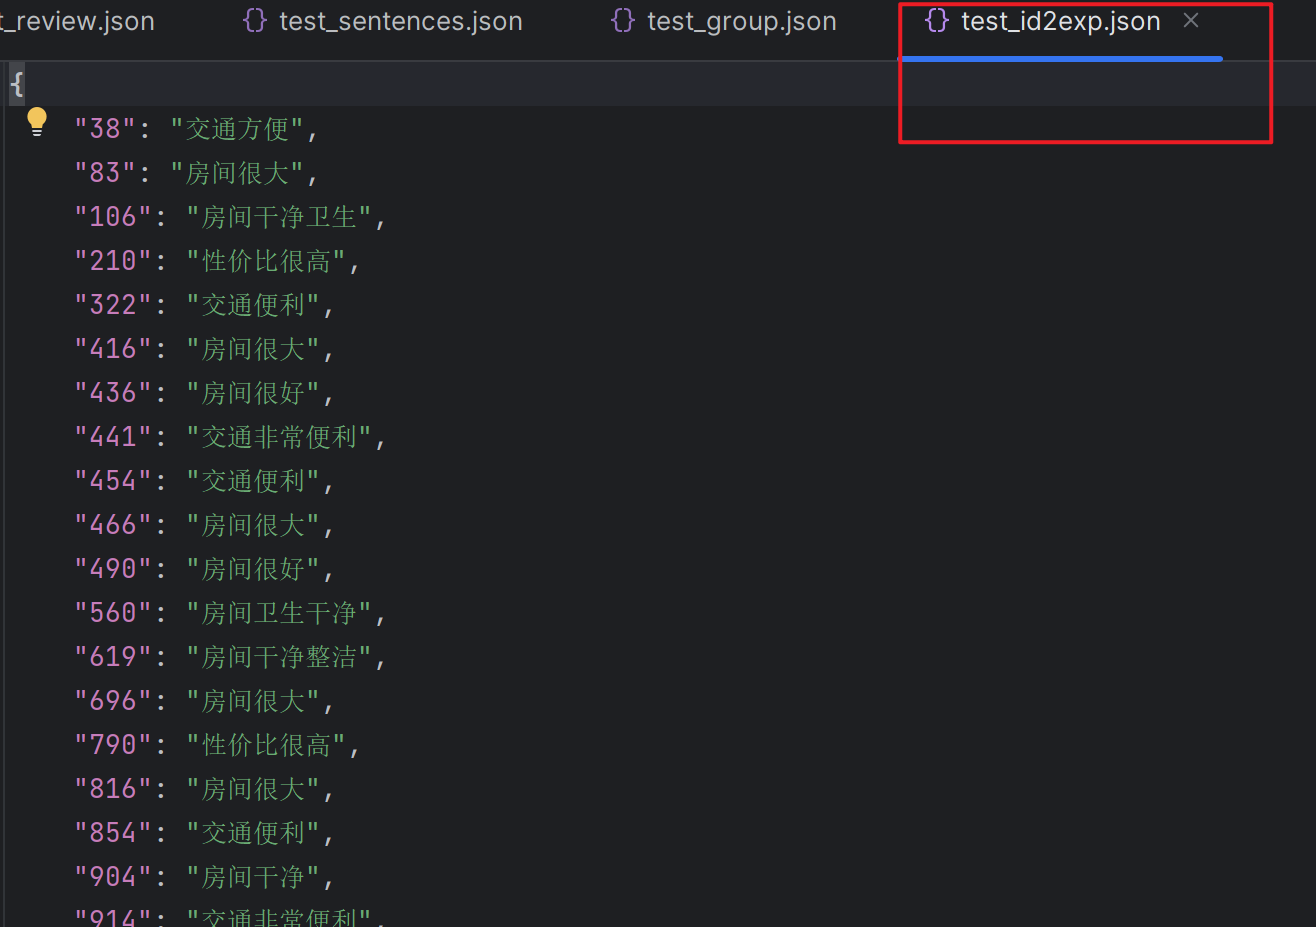 t_review.json {} test_sentences.json {} test_group.json {} test_id2exp.json ×
{
"38": "交通方便",
"83": "房间很大",
"106": "房间干净卫生",
"210": "性价比很高",
"322": "交通便利",
"416": "房间很大",
"436": "房间很好",
"441": "交通非常便利",
"454": "交通便利",
"466": "房间很大",
"490": "房间很好",
"560": "房间卫生干净",
"619": "房间干净整洁",
"696": "房间很大",
"790": "性价比很高",
"816": "房间很大",
"854": "交通便利",
"904": "房间干净",
"914": "交通非常便利",